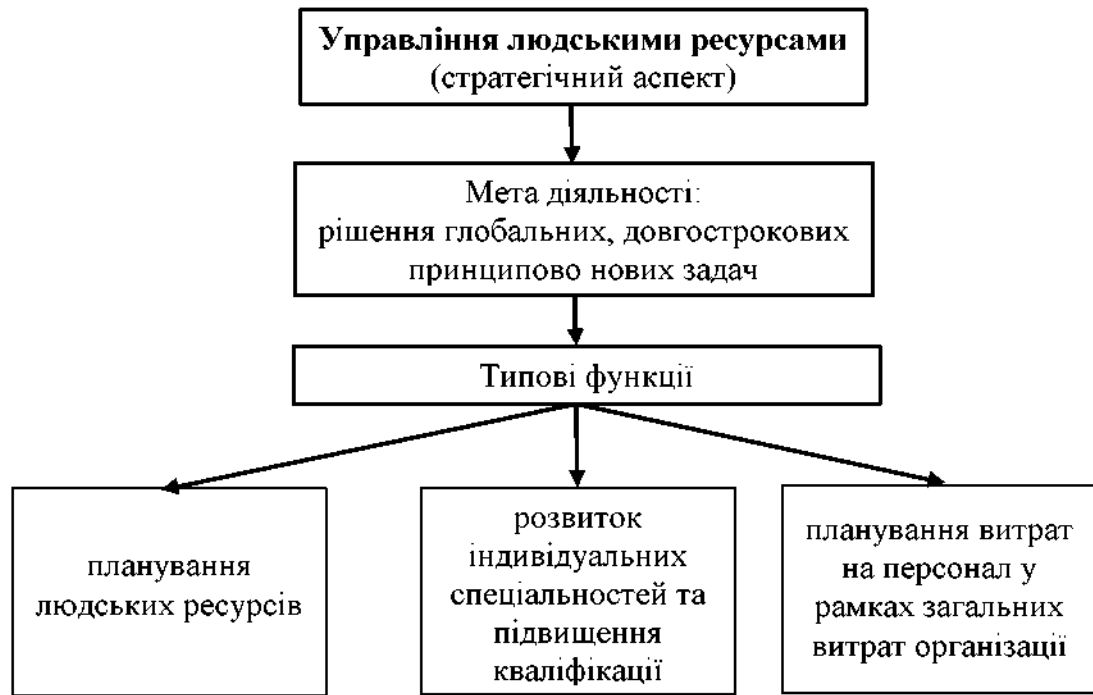 Управління людськими ресурсами
(стратегічний аспект)
Мета діяльності:
рішення глобальних, довгострокових
принципово нових задач
Типові функції
планування
людських ресурсів
розвиток
індивідуальних
спеціальностей та
підвищення
кваліфікації
планування витрат
на персонал у
рамках загальних
витрат організації